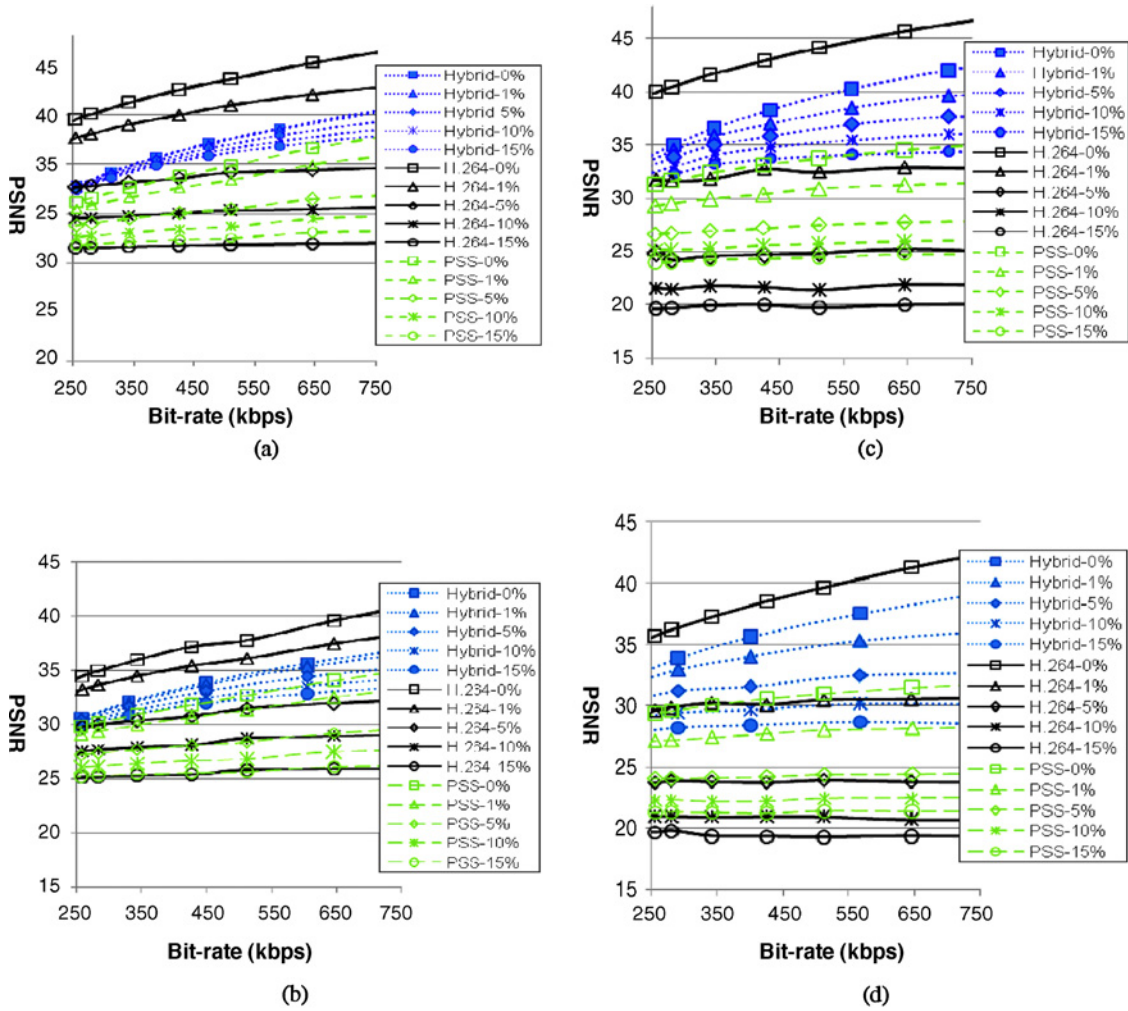 45
40
35
30
25
30
20
PSNR
250 350 450 550 650 750
Bit-rate (kbps)
(a)
Hybrid-0%
Hybrid-1%
Hybrid 5%
Hybrid-10%
Hybrid-15%
H.264-0%
H.264-1%
H.264-5%
H.264-10%
H.264-15%
PSS-0%
PSS-1%
PSS-5%
PSS-10%
PSS-15%
45
40
35
30
25
20
15
PSNR
250 350 450 550 650 750
Bit-rate (kbps)
(c)
Hybrid-0%
Hybrid-1%
Hybrid-5%
Hybrid-10%
Hybrid-15%
H.264-0%
H.264-1%
H.264-5%
H.264-10%
H.264-15%
PSS-0%
PSS-1%
PSS-5%
PSS-10%
PSS-15%
45
40
35
30
25
20
15
PSNR
250 350 450 550 650 750
Bit-rate (kbps)
(b)
Hybrid-0%
Hybrid-1%
Hybrid-5%
Hybrid-10%
Hybrid-15%
H.264-0%
H.264-1%
H.264-5%
H.264-10%
H.264 15%
PSS-0%
PSS-1%
PSS-5%
PSS-10%
PSS-15%
45
40
35
30
25
20
15
PSNR
250 350 450 550 650 750
Bit-rate (kbps)
(d)
Hybrid-0%
Hybrid-1%
Hybrid-5%
Hybrid-10%
Hybrid-15%
H.264-0%
H.264-1%
H.264-5%
H.264-10%
H.264-15%
PSS-0%
PSS-1%
PSS-5%
PSS-10%
PSS-15%